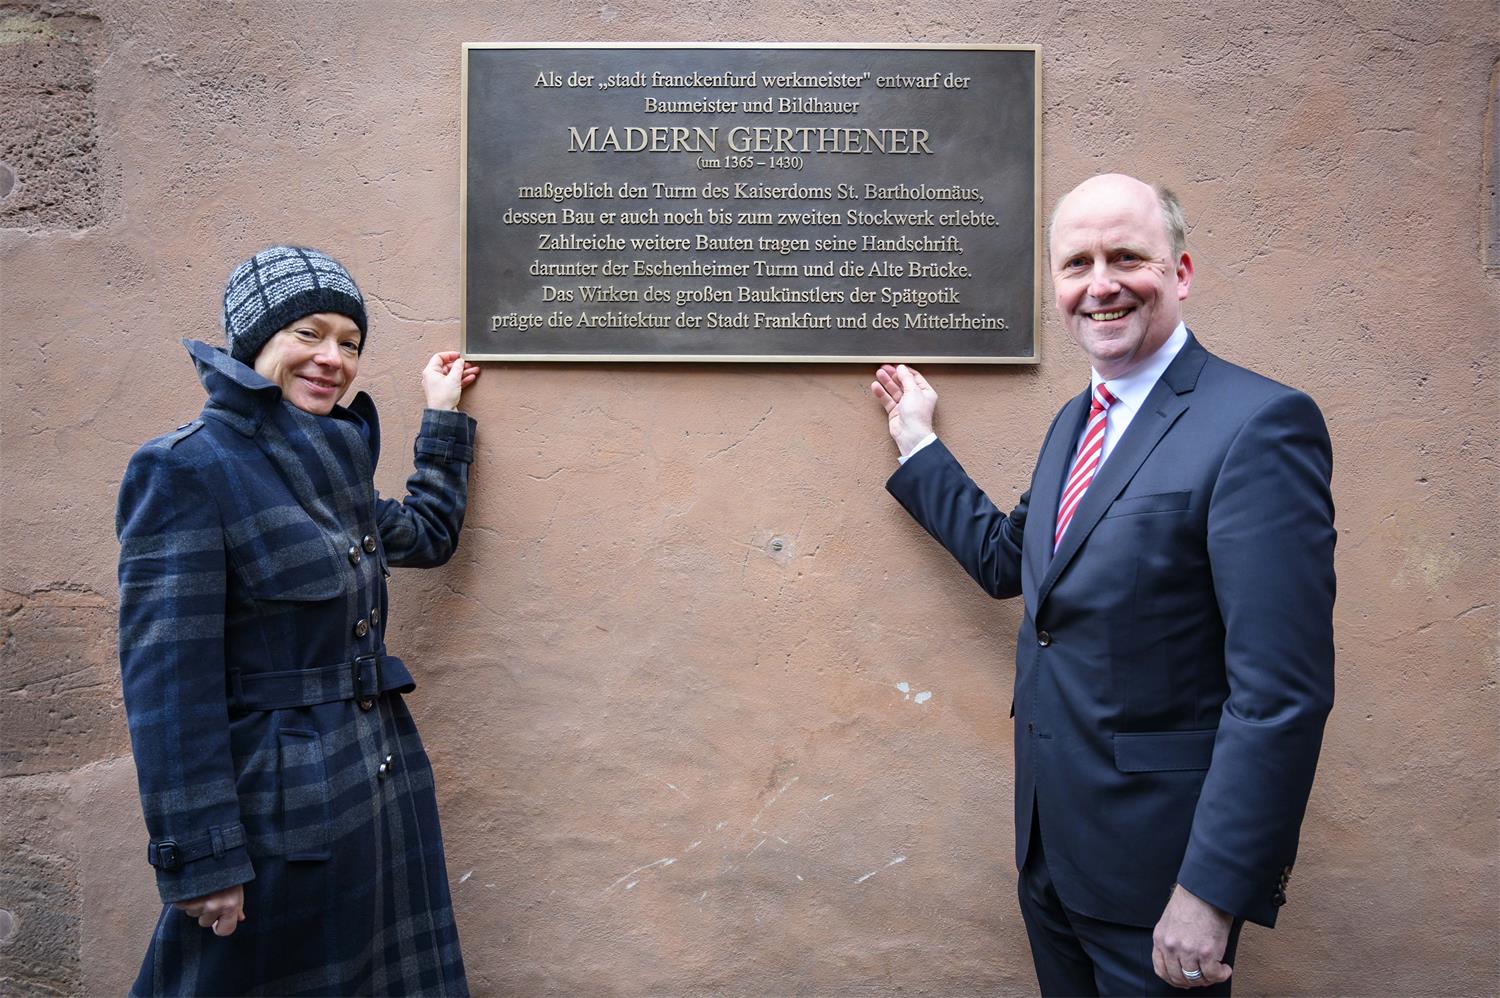 Als der „stadt franckenfurd werkmeister" entwarf der
Baumeister und Bildhauer
MADERN GERTHENER
(um 1365 – 1430)
maßgeblich den Turm des Kaiserdoms St. Bartholomäus,
dessen Bau er auch noch bis zum zweiten Stockwerk erlebte.
Zahlreiche weitere Bauten tragen seine Handschrift,
darunter der Eschenheimer Turm und die Alte Brücke.
Das Wirken des großen Baukünstlers der Spätgotik
prägte die Architektur der Stadt Frankfurt und des Mittelrheins.